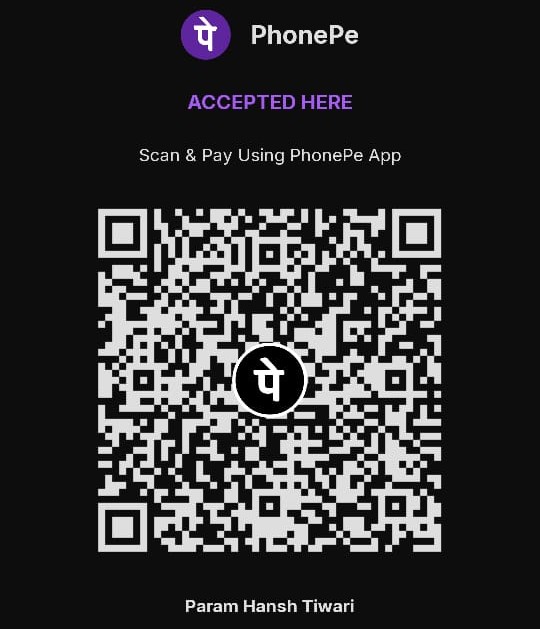 पे PhonePe
ACCEPTED HERE
Scan & Pay Using PhonePe App
पे
Param Hansh Tiwari